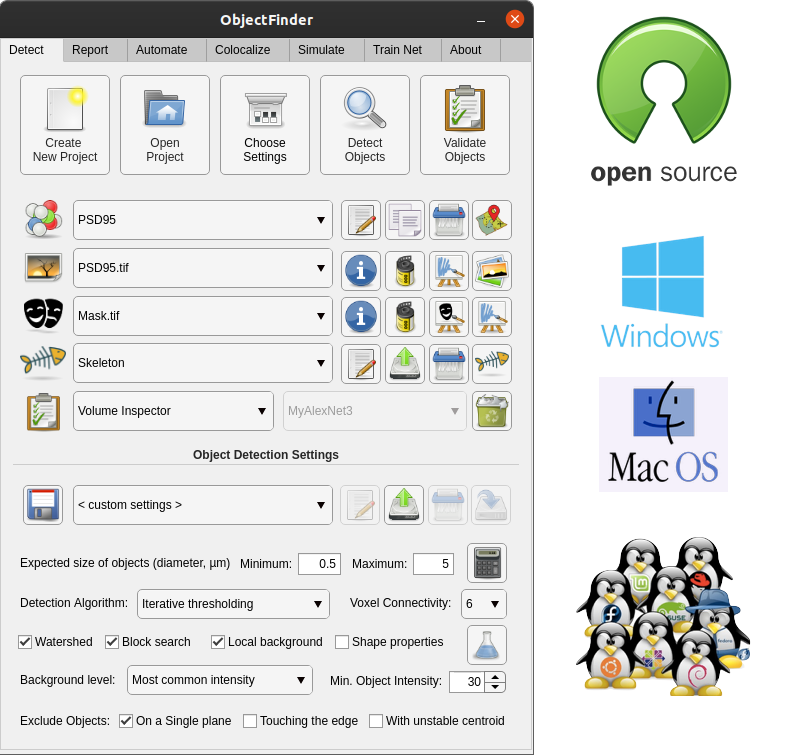 ObjectFinder
Detect Report Automate Colocalize Simulate Train Net About
Create
New Project
Open
Project
Choose
Settings
Detect
Objects
Validate
Objects
PSD95
PSD95.tif
Mask.tif
Skeleton
Volume Inspector MyAlexNet3
Object Detection Settings
< custom settings >
Expected size of objects (diameter, µm) Minimum: 0.5 Maximum: 5
Detection Algorithm: Iterative thresholding Voxel Connectivity: 6
Watershed Block search Local background Shape properties
Background level: Most common intensity Min. Object Intensity: 30
Exclude Objects: On a Single plane Touching the edge With unstable centroid
open source
Windows
Mac OS